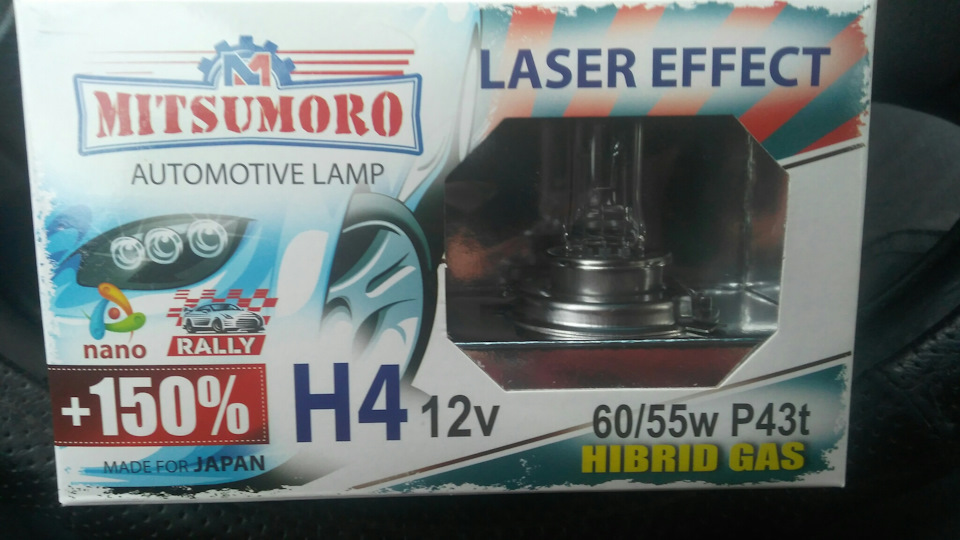 M
MITSUMORO
AUTOMOTIVE LAMP
LASER EFFECT
nano
RALLY
+150%
H4 12v
60/55w P43t
MADE FOR JAPAN
HIBRID GAS